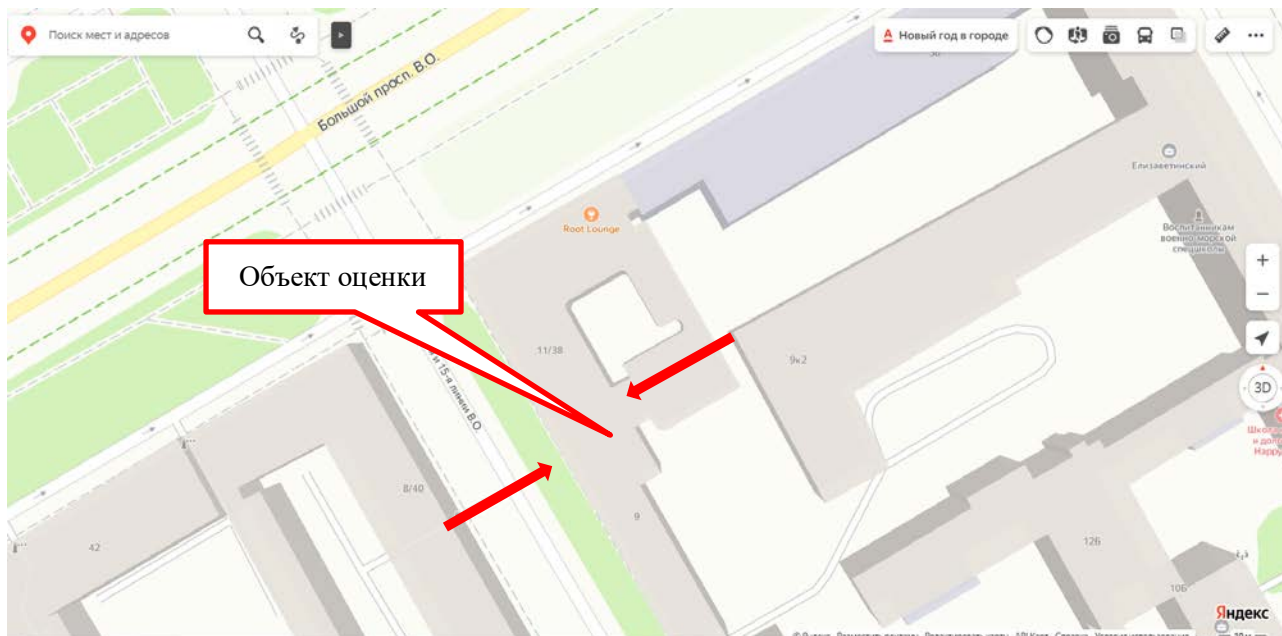 Поиск мест и адресов
Новый год в городе
Большой просп. В.О.
Елизаветинский
Root Lounge
Воспитанникам
военно-морской
спецшколы
Объект оценки
11/38
9к2
и 15-я линии В.О.
3D
8/40
9
42
12Б
10Б
Яндекс